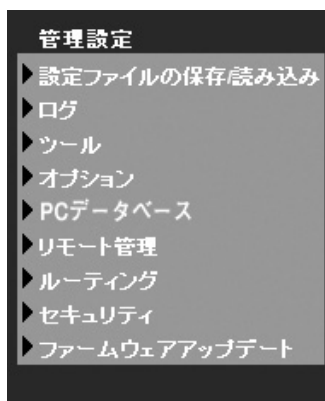 管理設定
設定ファイルの保存/読み込み
ログ
ツール
オプション
PCデータベース
リモート管理
ルーティング
セキュリティ
ファームウェアアップデート